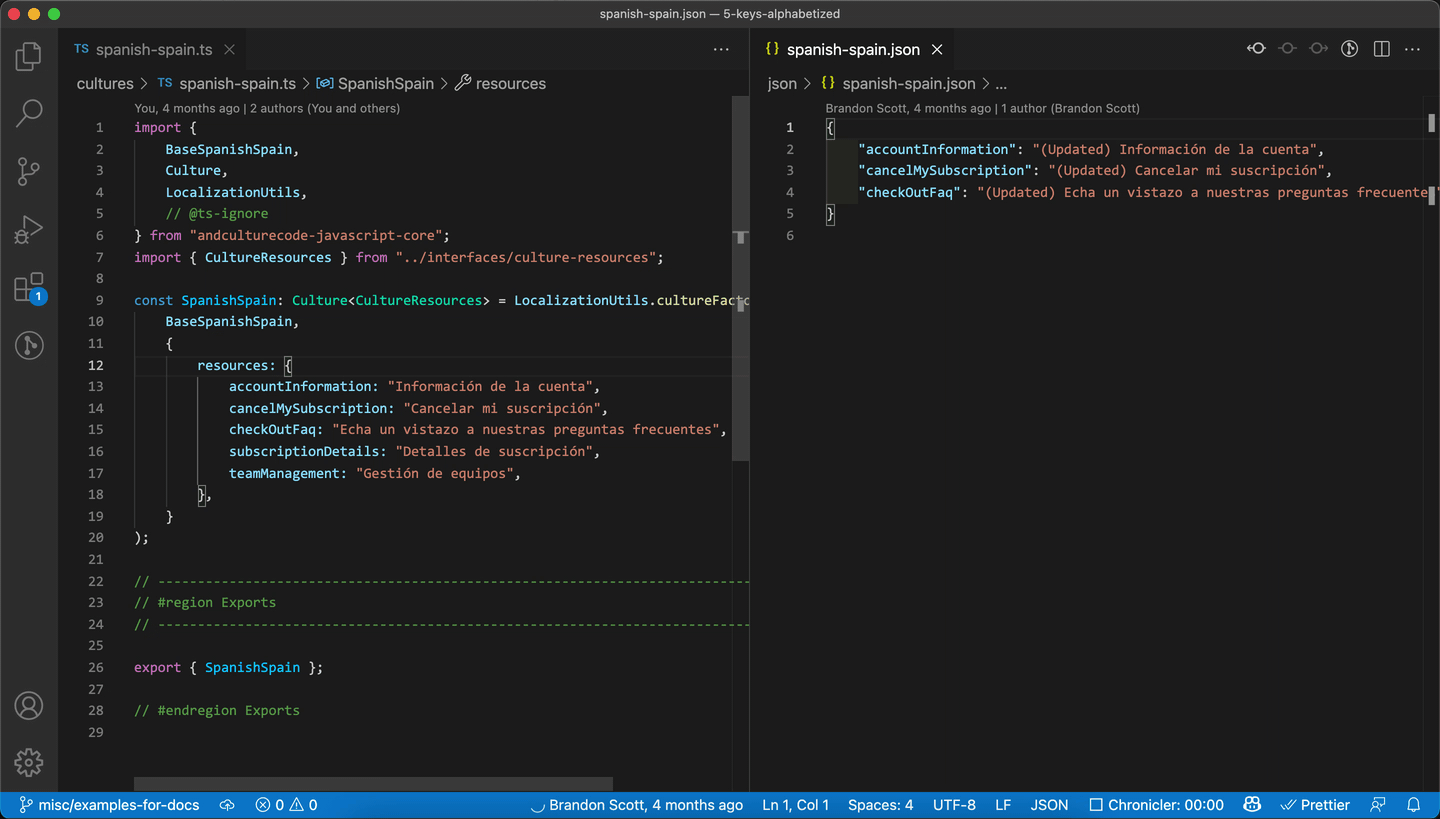 spanish-spain.json — 5-keys-alphabetized
TS spanish-spain.ts
cultures > TS spanish-spain.ts > SpanishSpain > resources
You, 4 months ago | 2 authors (You and others)
1 import {
2 BaseSpanishSpain,
3 Culture,
4 LocalizationUtils,
5 // @ts-ignore
6 } from "andculturecode-javascript-core";
7 import { CultureResources } from "../interfaces/culture-resources";
8
9 const SpanishSpain: Culture<CultureResources> = LocalizationUtils.cultureFacto
10 BaseSpanishSpain,
11 {
12 resources: {
13 accountInformation: "Información de la cuenta",
14 cancelMySubscription: "Cancelar mi suscripción",
15 checkOutFaq: "Echa un vistazo a nuestras preguntas frecuentes",
16 subscriptionDetails: "Detalles de suscripción",
17 teamManagement: "Gestión de equipos",
18 },
19 }
20 );
21
22 // ---------------------------------------------------------------------------
23 // #region Exports
24 // ---------------------------------------------------------------------------
25
26 export { SpanishSpain };
27
28 // #endregion Exports
29
{} spanish-spain.json
json > {} spanish-spain.json > ...
Brandon Scott, 4 months ago | 1 author (Brandon Scott)
1 {
2 "accountInformation": "(Updated) Información de la cuenta",
3 "cancelMySubscription": "(Updated) Cancelar mi suscripción",
4 "checkOutFaq": "(Updated) Echa un vistazo a nuestras preguntas frecuente
5 }
6
1
misc/examples-for-docs 0 0 Brandon Scott, 4 months ago Ln 1, Col 1 Spaces: 4 UTF-8 LF JSON Chronicler: 00:00 Prettier